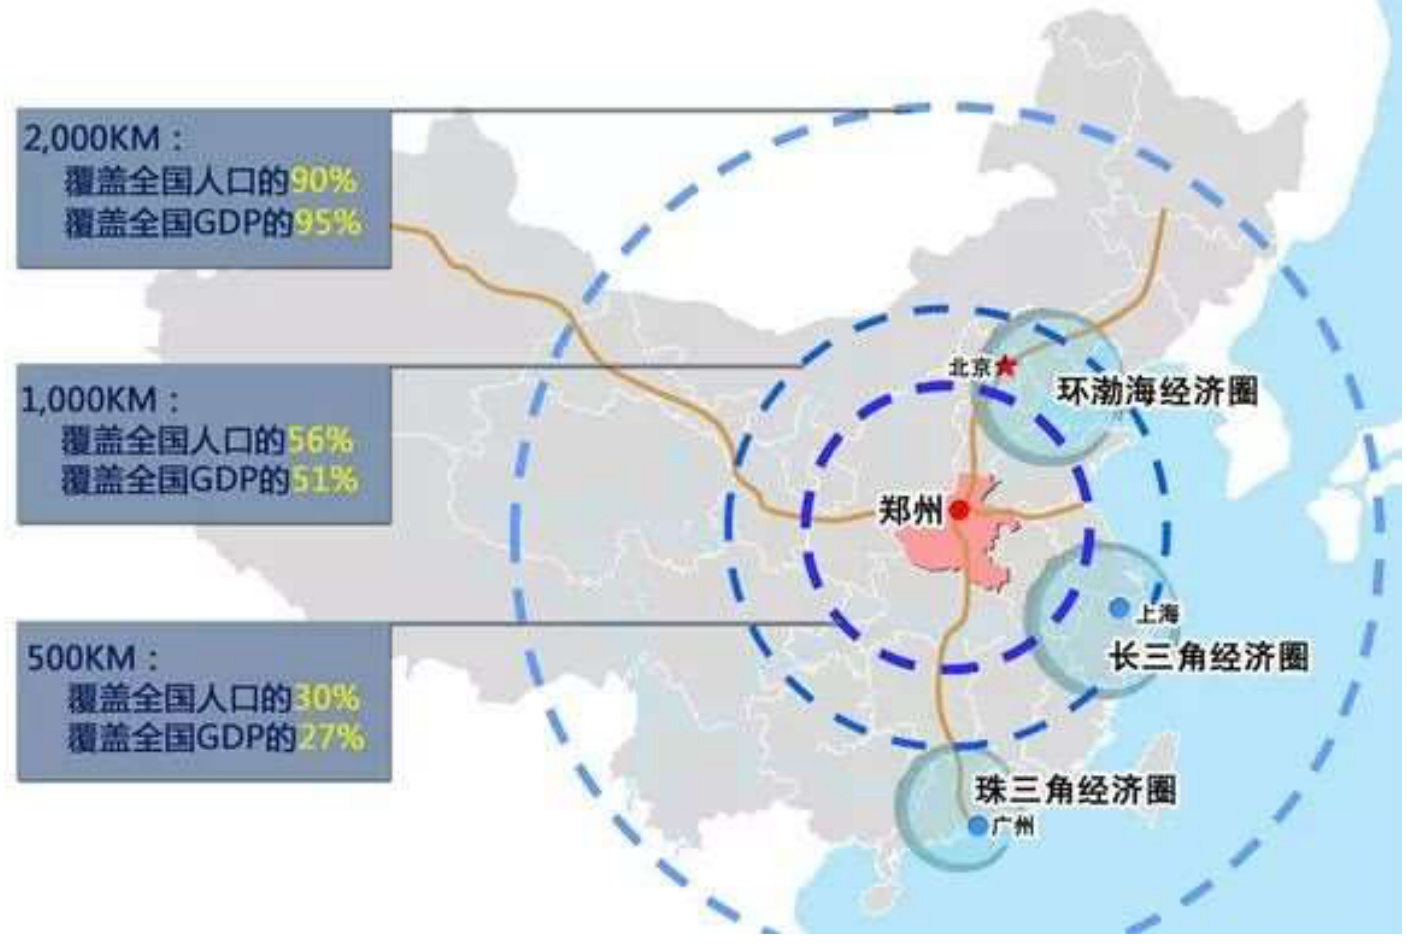 2,000KM：
覆盖全国人口的90%
覆盖全国GDP的95%
1,000KM：
覆盖全国人口的56%
覆盖全国GDP的51%
500KM：
覆盖全国人口的30%
覆盖全国GDP的27%
北京
环渤海经济圈
郑州
上海
长三角经济圈
珠三角经济圈
广州